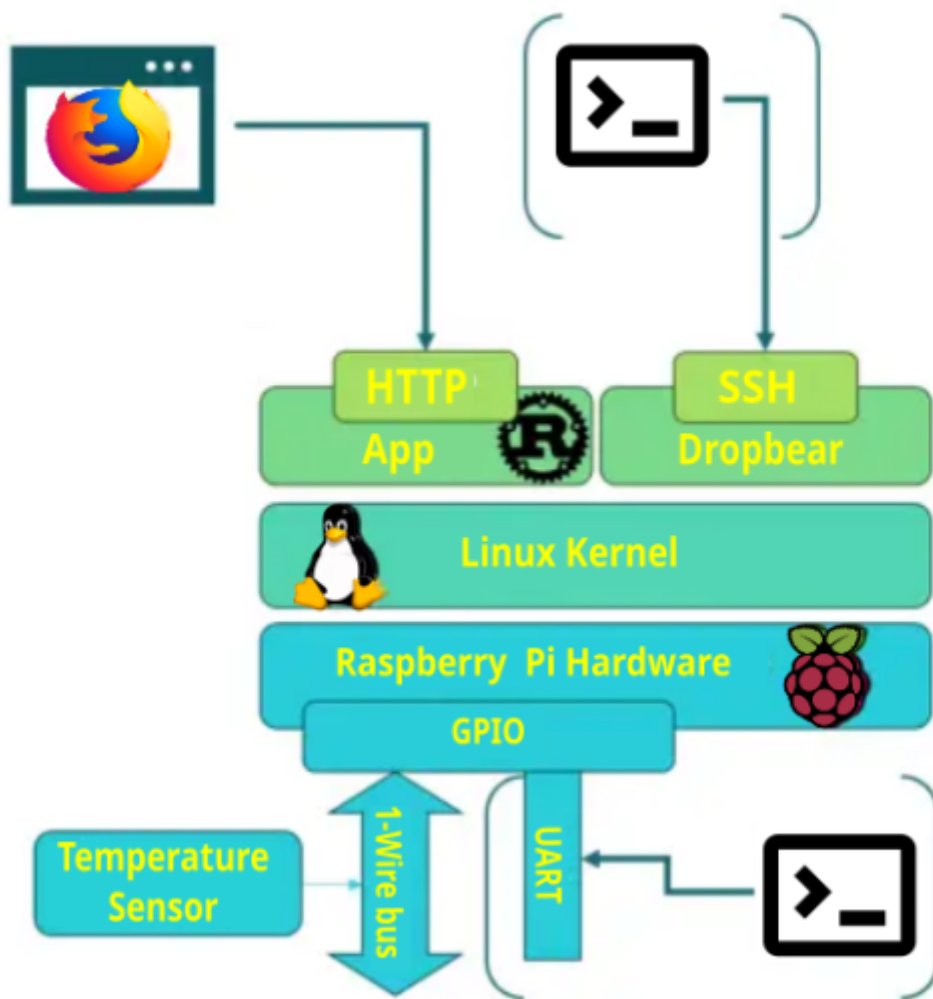 HTTP
SSH
App
Dropbear
Linux Kernel
Raspberry Pi Hardware
GPIO
1-Wire bus
UART
Temperature
Sensor